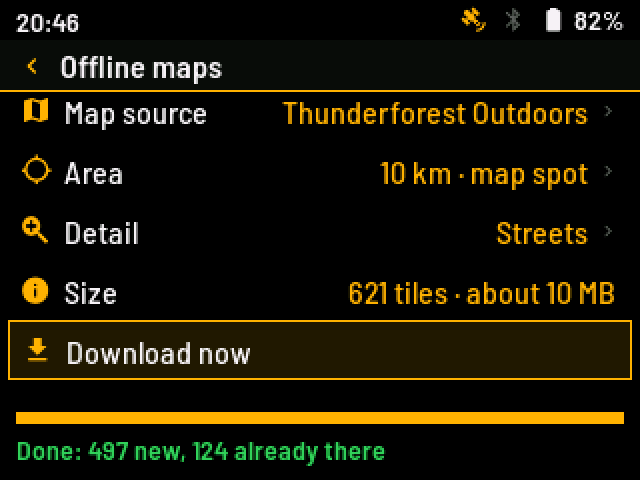 20:46 82%
Offline maps
Map source Thunderforest Outdoors
Area 10 km · map spot
Detail Streets
Size 621 tiles · about 10 MB
Download now
Done: 497 new, 124 already there